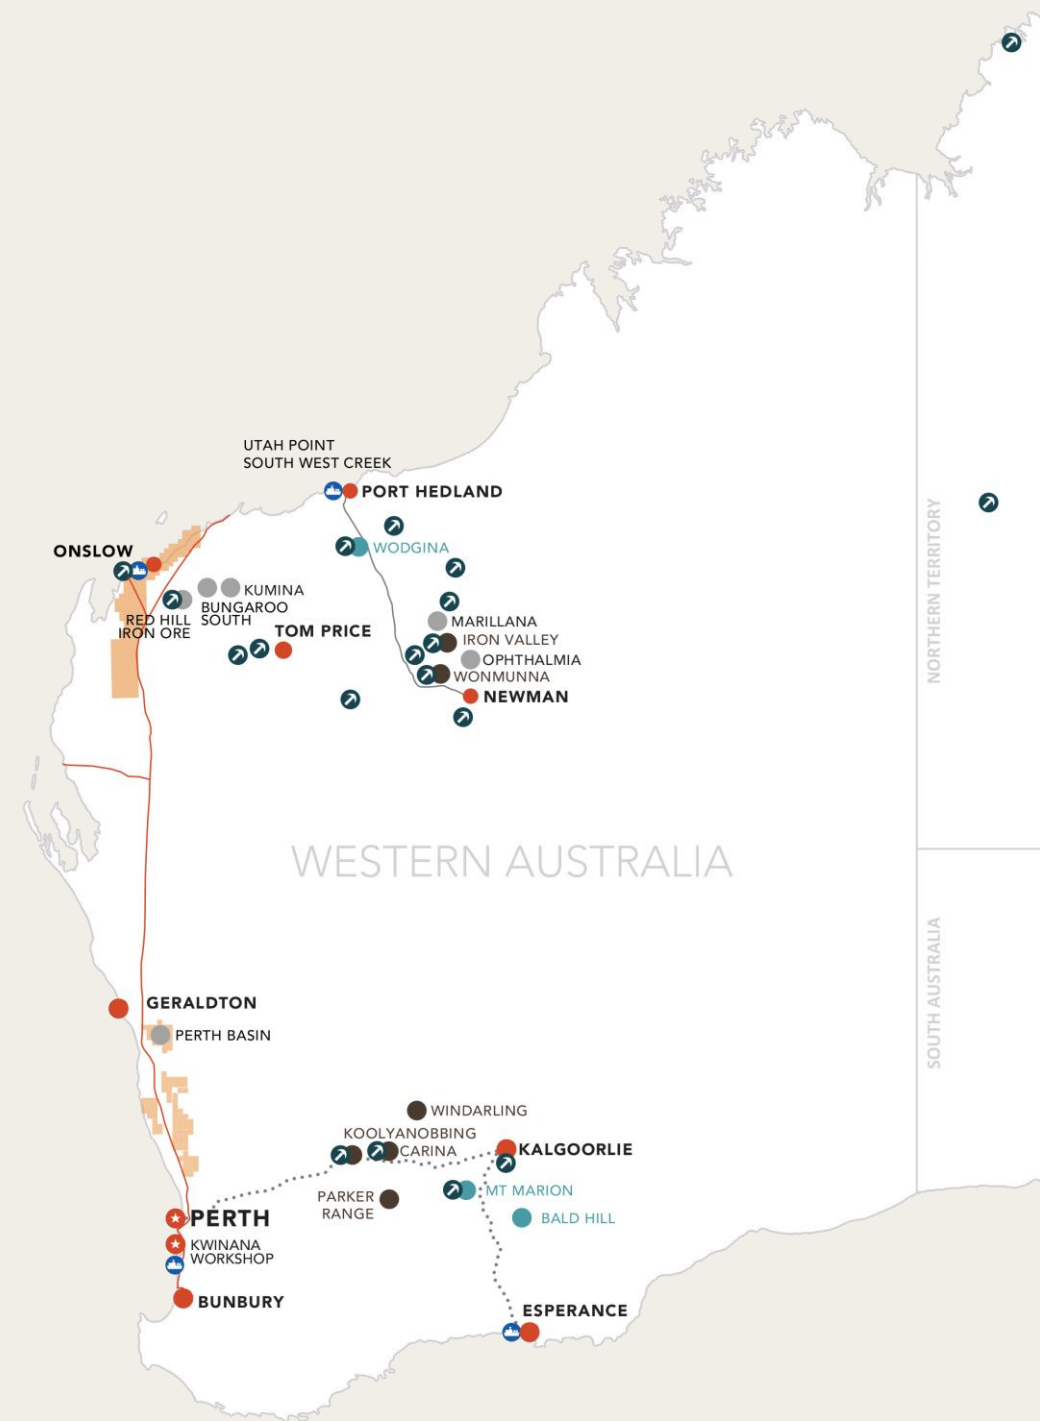 UTAH POINT
SOUTH WEST CREEK
PORT HEDLAND
ONSLOW
WODGINA
KUMINA
BUNGAROO
SOUTH
RED HILL
IRON ORE
TOM PRICE
MARILLANA
IRON VALLEY
OPHTHALMIA
WONMUNNA
NEWMAN
NORTHERN TERRITORY
WESTERN AUSTRALIA
SOUTH AUSTRALIA
GERALDTON
PERTH BASIN
WINDARLING
KOOLYANOBBING
CARINA
KALGOORLIE
PARKER
RANGE
MT MARION
BALD HILL
PERTH
KWINANA
WORKSHOP
BUNBURY
ESPERANCE